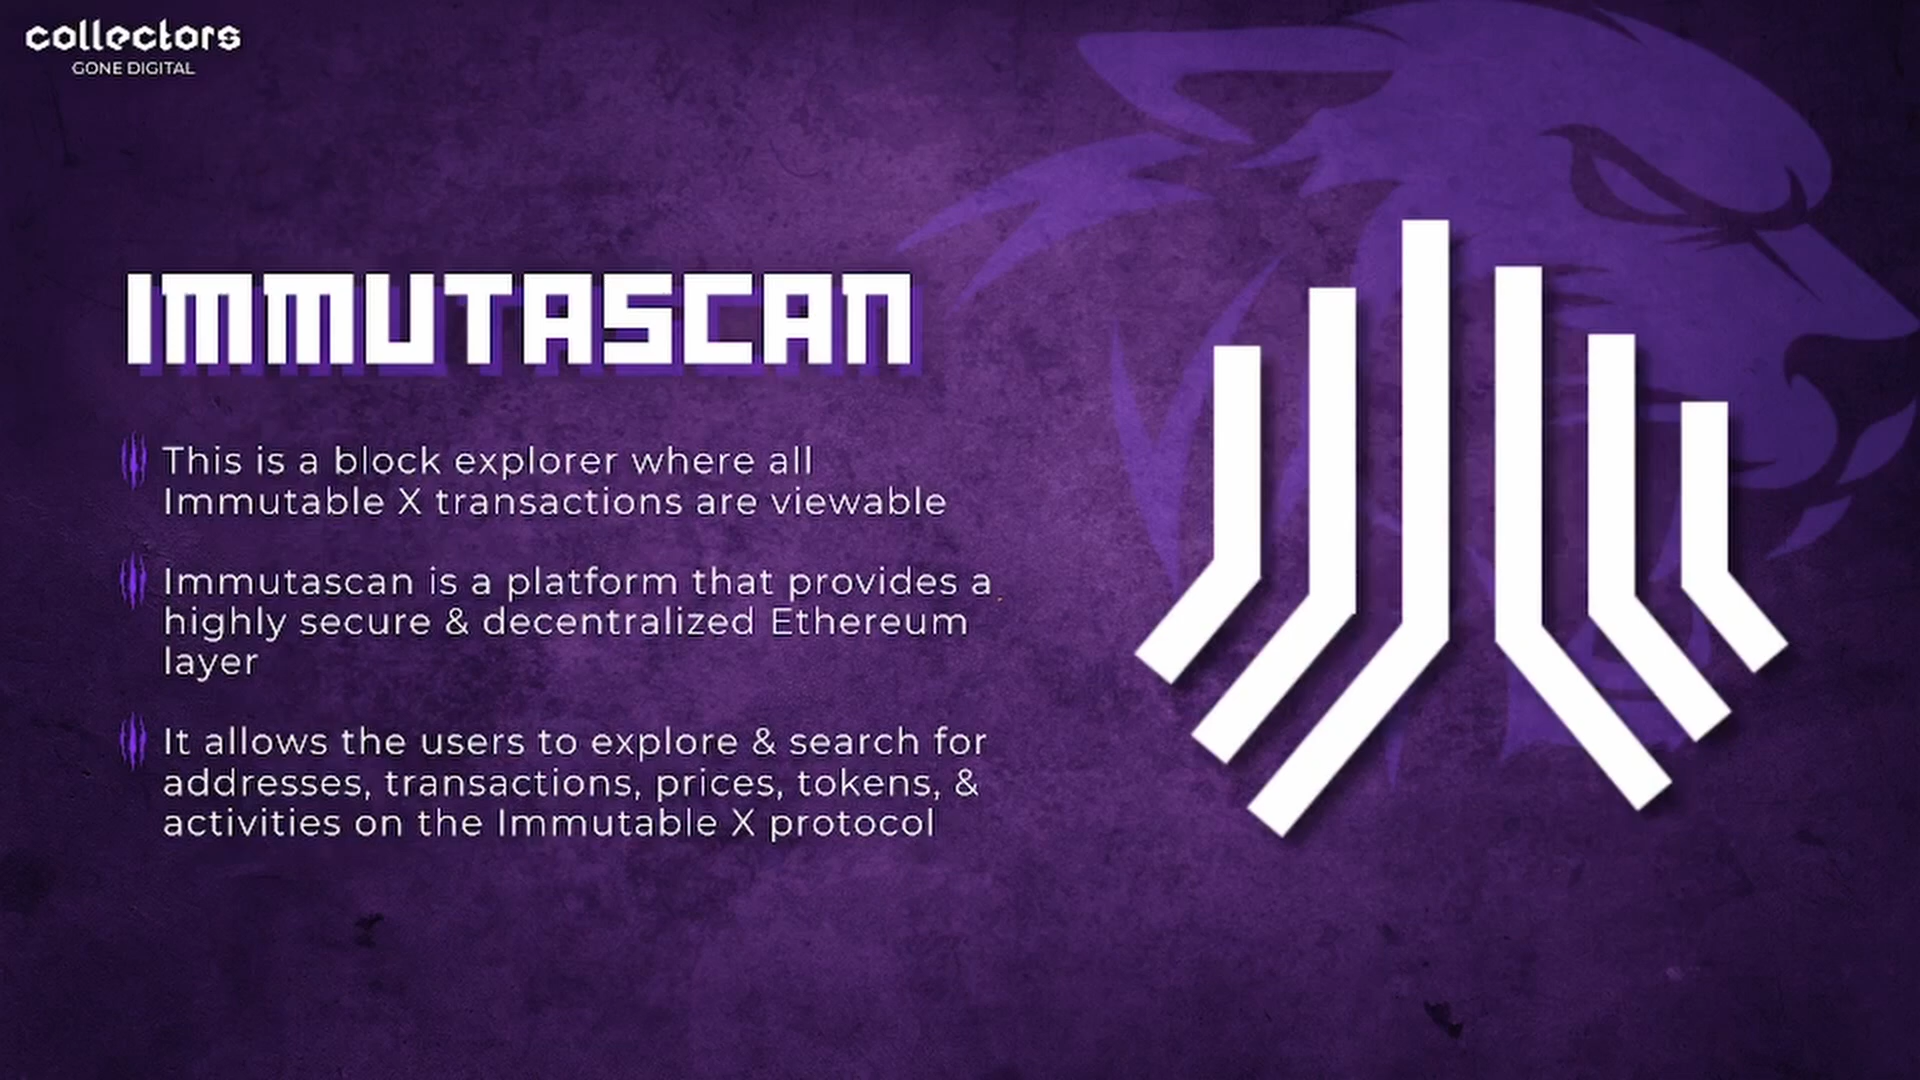 collectors
GONE DIGITAL
IMMUTASCAN
This is a block explorer where all
Immutable X transactions are viewable
Immutascan is a platform that provides a
highly secure & decentralized Ethereum
layer
It allows the users to explore & search for
addresses, transactions, prices, tokens, &
activities on the Immutable X protocol